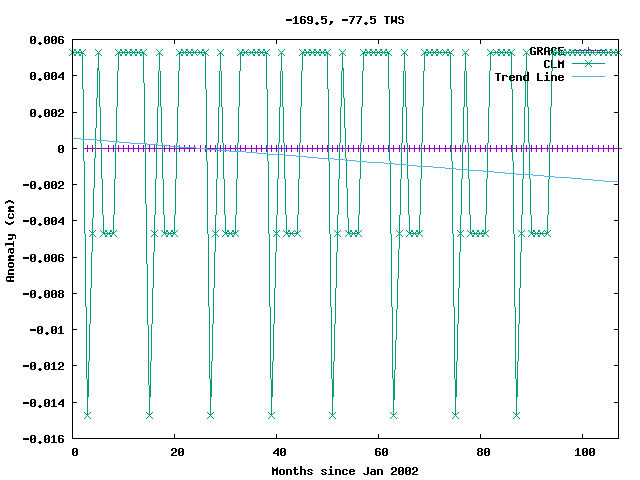 -169.5, -77.5 TWS
GRACE
CLM
Trend Line
0.006
0.004
0.002
0
-0.002
-0.004
-0.006
-0.008
-0.01
-0.012
-0.014
-0.016
Anomaly (cm)
0 20 40 60 80 100
Months since Jan 2002